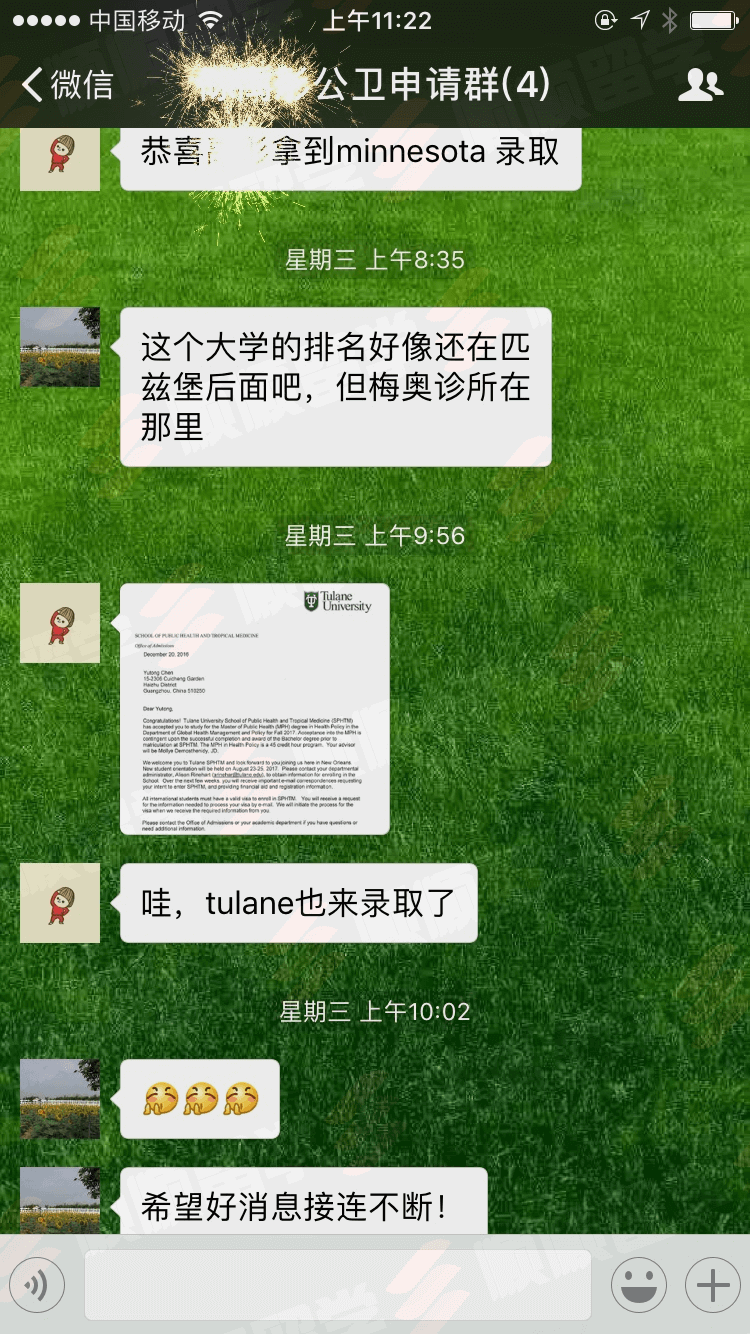 中国移动
上午11:22
微信
公卫申请群(4)
恭喜
拿到minnesota 录取
星期三 上午8:35
这个大学的排名好像还在匹
兹堡后面吧，但梅奥诊所在
那里
星期三 上午9:56
Tulane
University
SCHOOL OF PUBLIC HEALTH AND TROPICAL MEDICINE
Office of Admissions
December 20, 2016
Yutong Chen
15-2306 Cuicheng Garden
Haizhu District
Guangzhou, China 510250
Dear Yutong,
Congratulations! Tulane University School of Public Health and Tropical Medicine (SPHTM)
has accepted you to study for the Master of Public Health (MPH) degree in Health Policy in the
Department of Global Health Management and Policy for Fall 2017. Acceptance into the MPH is
contingent upon the successful completion and award of the Bachelor degree prior to
matriculation at SPHTM. The MPH in Health Policy is a 45 credit hour program. Your advisor
will be Mollye Demosthenidy, JD.
We welcome you to Tulane SPHTM and look forward to you joining us here in New Orleans.
New student orientation will be held on August 23-25, 2017. Please contact your departmental
administrator, Alison Rinehart (arinehar@tulane.edu), to obtain information for enrolling in the
School. Over the next few weeks, you will receive important e-mail correspondences requesting
your intent to enter SPHTM, and providing financial aid and registration information.
All international students must have a valid visa to enroll in SPHTM. You will receive a request
for the information needed to process your visa by e-mail. We will initiate the process for the
visa when we receive the required information from you.
Please contact the Office of Admissions or your academic department if you have questions or
need additional information.
哇，tulane也来录取了
星期三 上午10:02
希望好消息接连不断！